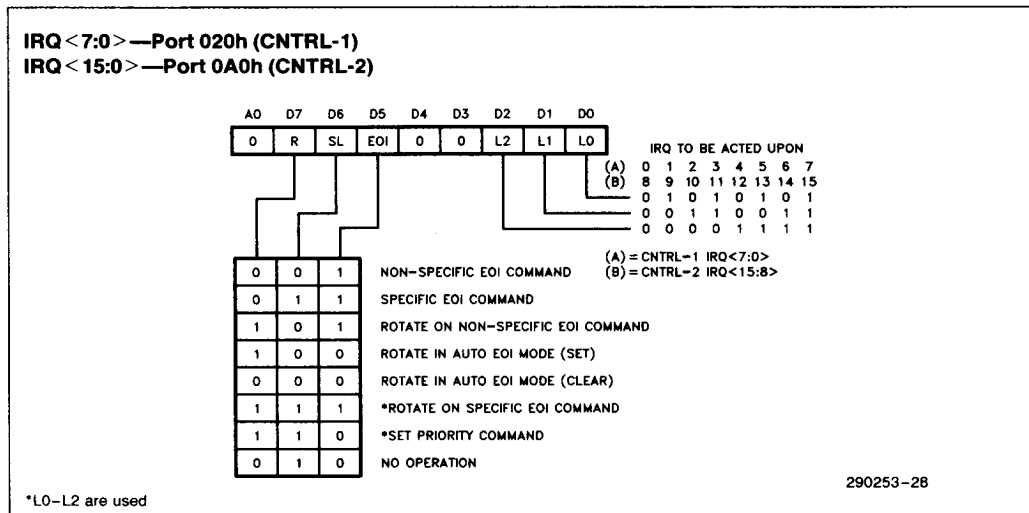 IRQ<7:0>—Port 020h (CNTRL-1)
IRQ<15:0>—Port 0A0h (CNTRL-2)
A0 D7 D6 D5 D4 D3 D2 D1 D0
0 R SL EOI 0 0 L2 L1 L0
IRQ TO BE ACTED UPON
(A) 0 1 2 3 4 5 6 7
(B) 8 9 10 11 12 13 14 15
0 1 0 1 0 1 0 1
0 0 1 1 0 0 1 1
0 0 0 0 1 1 1 1
(A) = CNTRL-1 IRQ<7:0>
(B) = CNTRL-2 IRQ<15:8>
0 0 1 NON-SPECIFIC EOI COMMAND
0 1 1 SPECIFIC EOI COMMAND
1 0 1 ROTATE ON NON-SPECIFIC EOI COMMAND
1 0 0 ROTATE IN AUTO EOI MODE (SET)
0 0 0 ROTATE IN AUTO EOI MODE (CLEAR)
1 1 1 *ROTATE ON SPECIFIC EOI COMMAND
1 1 0 *SET PRIORITY COMMAND
0 1 0 NO OPERATION
290253-28
*L0-L2 are used